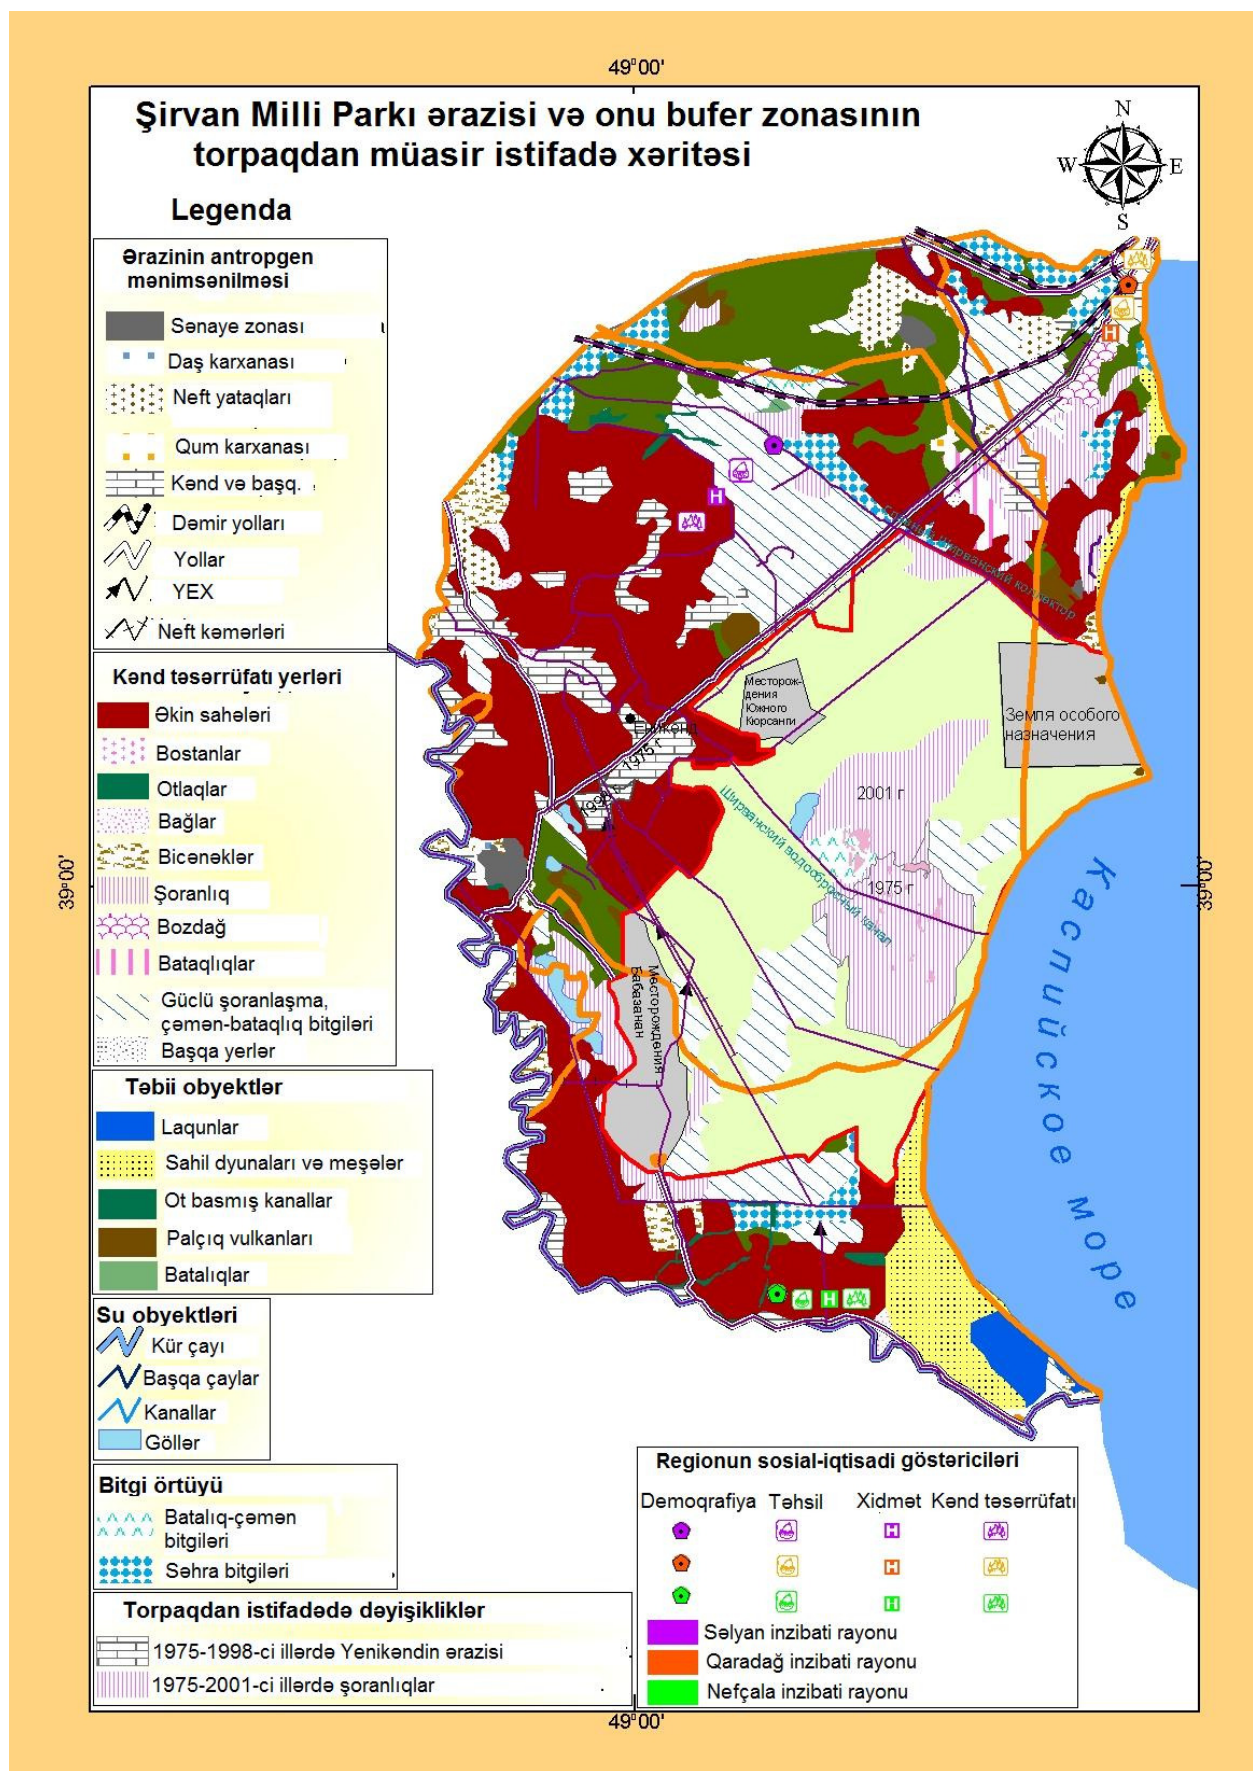 49°00'
Şirvan Milli Parkı ərazisi və onu bufer zonasının
torpaqdan müasir istifadə xəritəsi
N
W
E
S
Legenda
Ərazinin antropgen
mənimsənilməsi
Sənaye zonası
Daş karxanası
Neft yataqları
Qum karxanası
Kənd və başq.
Dəmir yolları
Yollar
YEX
Neft kəmərləri
Kənd təsərrüfatı yerləri
Əkin sahələri
Bostanlar
Otlaqlar
Bağlar
Bicənəklər
Şoranlıq
Bozdağ
Bataqlıqlar
Güclü şoranlaşma,
çəmən-bataqlıq bitgiləri
Başqa yerlər
Təbii obyektlər
Laqunlar
Sahil dyunaları və meşələr
Ot basmış kanallar
Palçıq vulkanları
Batalıqlar
Su obyektləri
Kür çayı
Başqa çaylar
Kanallar
Göllər
Bitgi örtüyü
Batalıq-çəmən
bitgiləri
Səhra bitgiləri
Torpaqdan istifadədə dəyişikliklər
1975-1998-ci illərdə Yenikəndin ərazisi
1975-2001-ci illərdə şoranlıqlar
H
H
Ширванский коллектор
Месторож-
дения
Южного
Кюрсанги
Земля особого
назначения
Еникенд
1975 г
1998 г
2001 г
1975 г
Ширванский водосбросный канал
Месторождения
Бабазанан
Каспийское море
H
39°00'
39°00'
Regionun sosial-iqtisadi göstəriciləri
Demoqrafiya Təhsil Xidmət Kənd təsərrüfatı
H
H
H
Səlyan inzibati rayonu
Qaradağ inzibati rayonu
Nefçala inzibati rayonu
49°00'